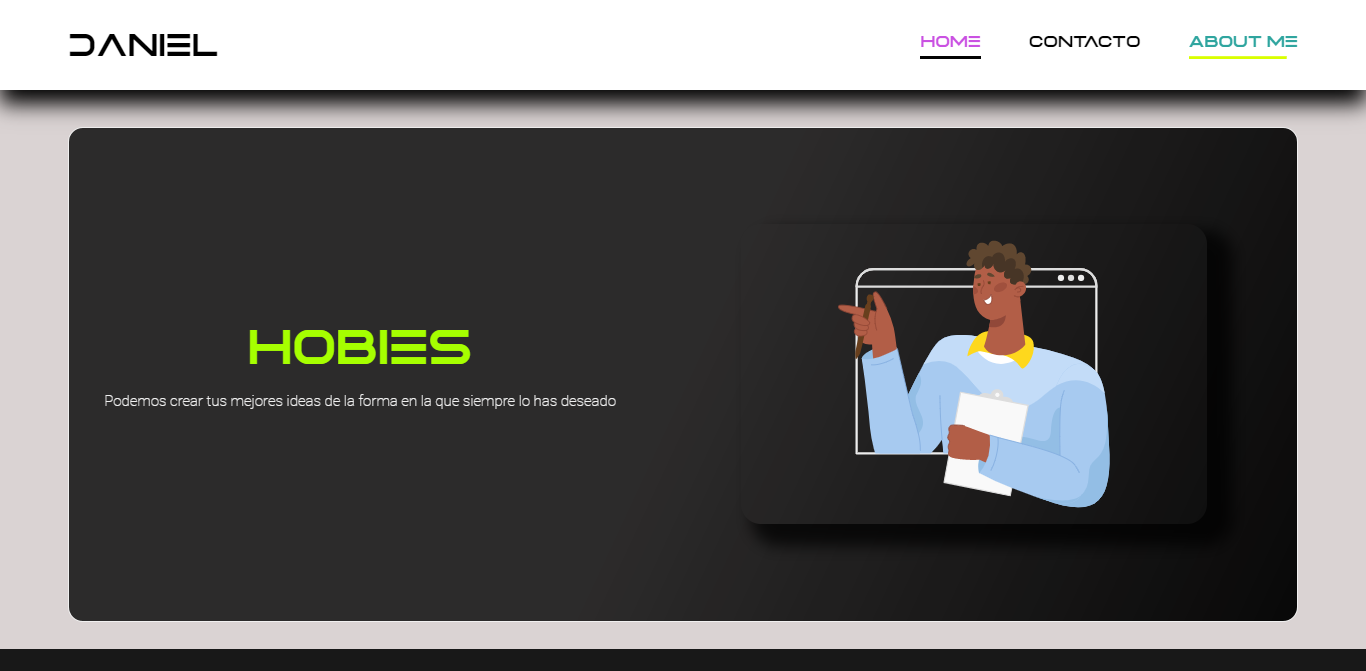 DANIEL
HOME
CONTACTO
ABOUT ME
HOBIES
Podemos crear tus mejores ideas de la forma en la que siempre lo has deseado